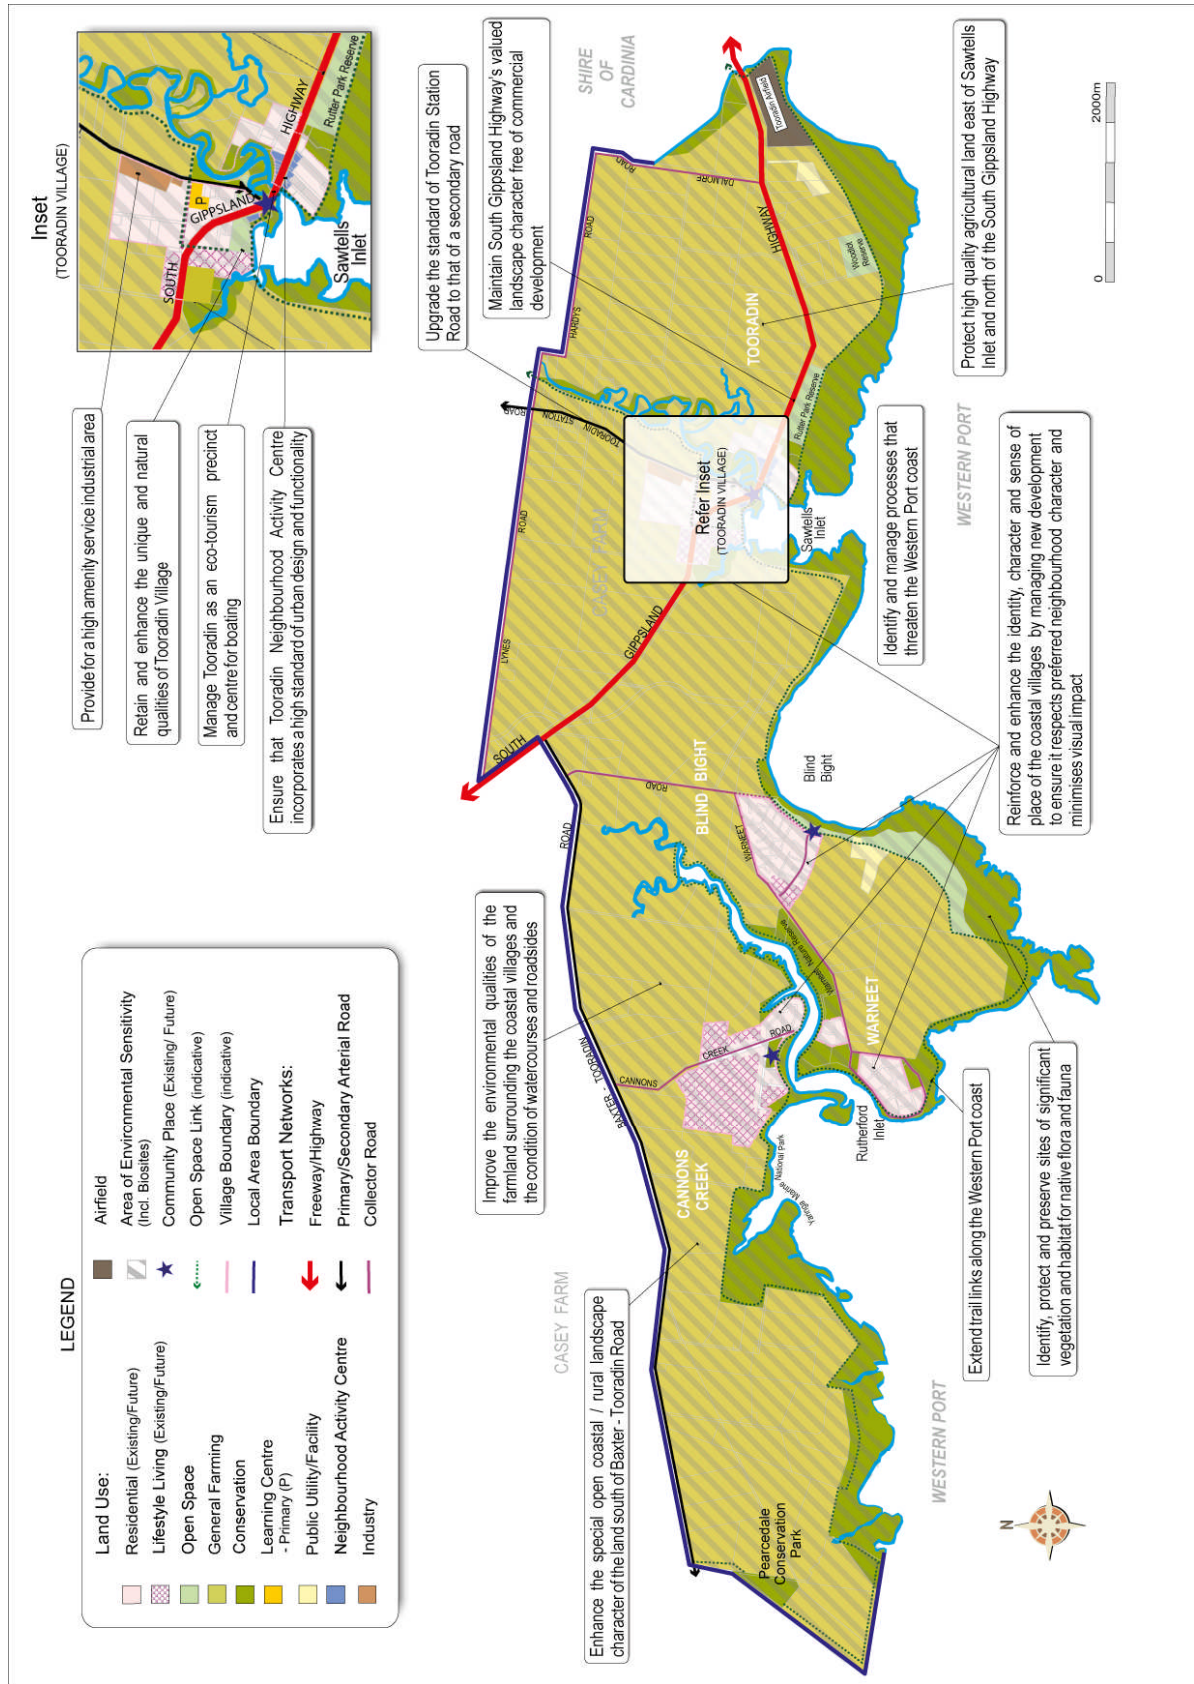 LEGEND
Land Use:
Residential (Existing/Future)
Lifestyle Living (Existing/Future)
Open Space
General Farming
Conservation
Learning Centre
- Primary (P)
Public Utility/Facility
Neighbourhood Activity Centre
Industry
Airfield
Area of Environmental Sensitivity
(Incl. Biosites)
Community Place (Existing/ Future)
Open Space Link (indicative)
Village Boundary (indicative)
Local Area Boundary
Transport Networks:
Freeway/Highway
Primary/Secondary Arterial Road
Collector Road
Inset
(TOORADIN VILLAGE)
SOUTH
GIPPSLAND
HIGHWAY
P
Rutter Park Reserve
Sawtells
Inlet
Provide for a high amenity service industrial area
Retain and enhance the unique and natural
qualities of Tooradin Village
Manage Tooradin as an eco-tourism precinct
and centre for boating
Ensure that Tooradin Neighbourhood Activity Centre
incorporates a high standard of urban design and functionality
Upgrade the standard of Tooradin Station
Road to that of a secondary road
Maintain South Gippsland Highway's valued
landscape character free of commercial
development
SHIRE
OF
CARDINIA
Improve the environmental qualities of the
farmland surrounding the coastal villages and
the condition of watercourses and roadsides
Enhance the special open coastal / rural landscape
character of the land south of Baxter - Tooradin Road
CASEY FARM
CASEY FARM
BAXTER - TOORADIN
ROAD
SOUTH
GIPPSLAND
HIGHWAY
LYNES
ROAD
TOORADIN
STATION
ROAD
HARDYS
ROAD
DALMORE
ROAD
Tooradin Airfield
TOORADIN
Refer Inset
(TOORADIN VILLAGE)
Rutter Park Reserve
Woodlot
Reserve
Sawtells
Inlet
BLIND BIGHT
WARNEET
ROAD
Blind
Bight
Warneet Nature Reserve
WARNEET
CANNONS
CREEK
ROAD
CANNONS
CREEK
Rutherford
Inlet
Yaringa Marine National Park
Pearcedale
Conservation
Park
WESTERN PORT
WESTERN PORT
Identify and manage processes that
threaten the Western Port coast
Protect high quality agricultural land east of Sawtells
Inlet and north of the South Gippsland Highway
Reinforce and enhance the identity, character and sense of
place of the coastal villages by managing new development
to ensure it respects preferred neighbourhood character and
minimises visual impact
Extend trail links along the Western Port coast
Identify, protect and preserve sites of significant
vegetation and habitat for native flora and fauna
N
0
2000m